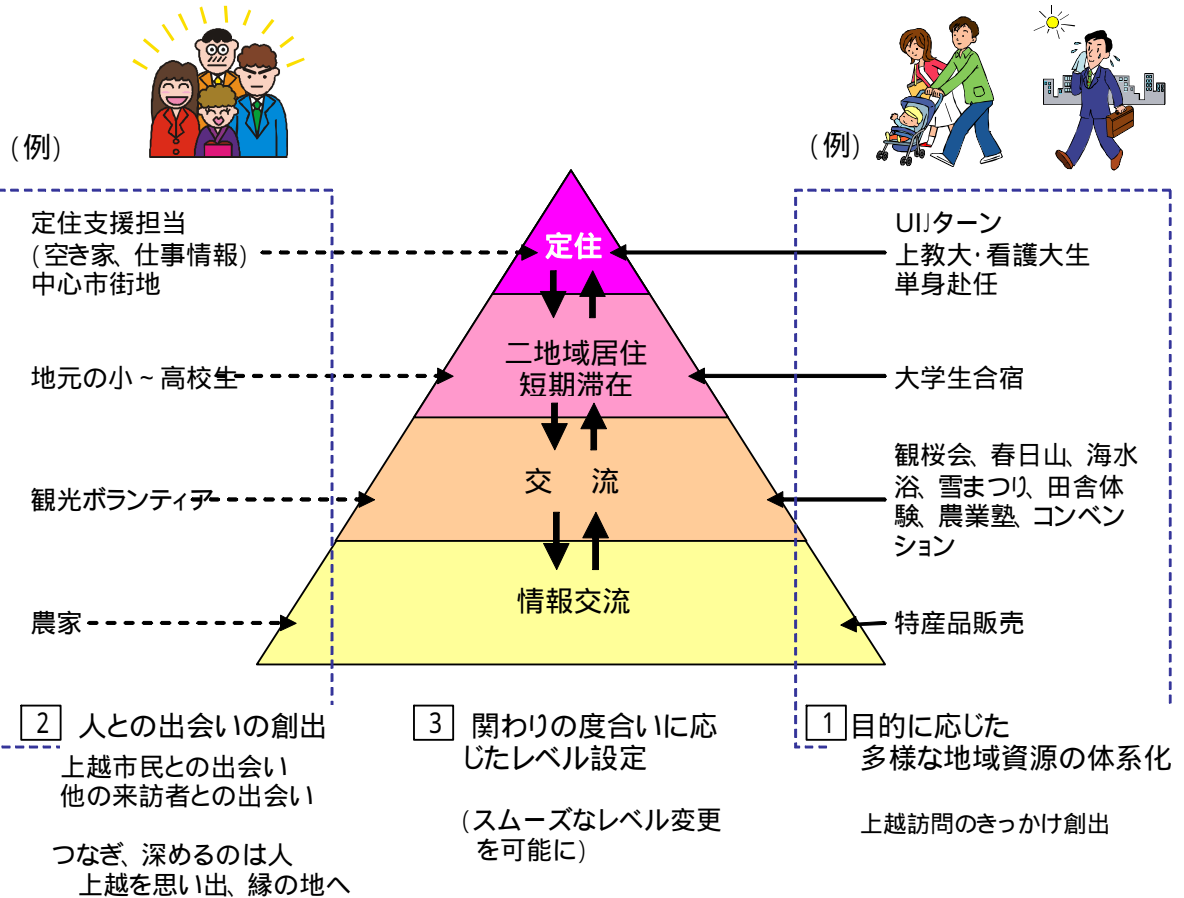 (例)
定住支援担当
(空き家、仕事情報)
中心市街地
地元の小~高校生
観光ボランティア
農家
定住
二地域居住
短期滞在
交 流
情報交流
(例)
UIJターン
上教大・看護大生
単身赴任
大学生合宿
観桜会、春日山、海水
浴、雪まつり、田舎体
験、農業塾、コンベン
ション
特産品販売
2 人との出会いの創出
上越市民との出会い
他の来訪者との出会い
つなぎ、深めるのは人
上越を思い出、縁の地へ
3 関わりの度合いに応
じたレベル設定
(スムーズなレベル変更
を可能に)
1 目的に応じた
多様な地域資源の体系化
上越訪問のきっかけ創出